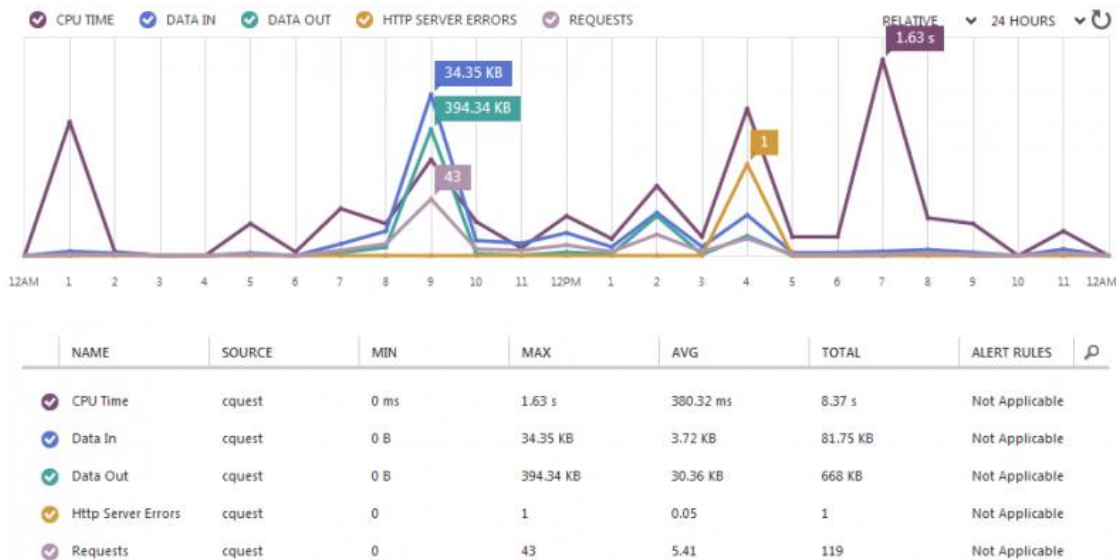 CPU TIME DATA IN DATA OUT HTTP SERVER ERRORS REQUESTS RELATIVE 24 HOURS
1.63 s
34.35 KB
394.34 KB
1
43
12AM 1 2 3 4 5 6 7 8 9 10 11 12PM 1 2 3 4 5 6 7 8 9 10 11 12AM
NAME SOURCE MIN MAX AVG TOTAL ALERT RULES
CPU Time cquest 0 ms 1.63 s 380.32 ms 8.37 s Not Applicable
Data In cquest 0 B 34.35 KB 3.72 KB 81.75 KB Not Applicable
Data Out cquest 0 B 394.34 KB 30.36 KB 668 KB Not Applicable
Http Server Errors cquest 0 1 0.05 1 Not Applicable
Requests cquest 0 43 5.41 119 Not Applicable